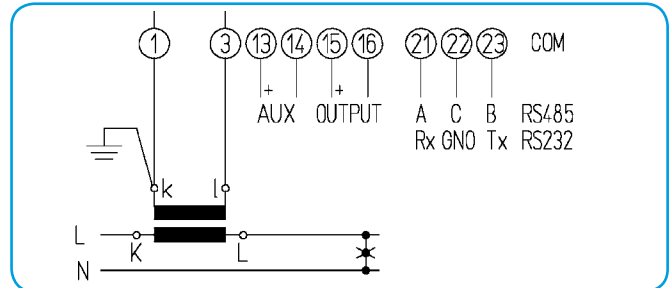 1 3 13 14 15 16 21 22 23 COM
+ +
AUX OUTPUT A C B RS485
Rx GND Tx RS232
k l
L
K L
N